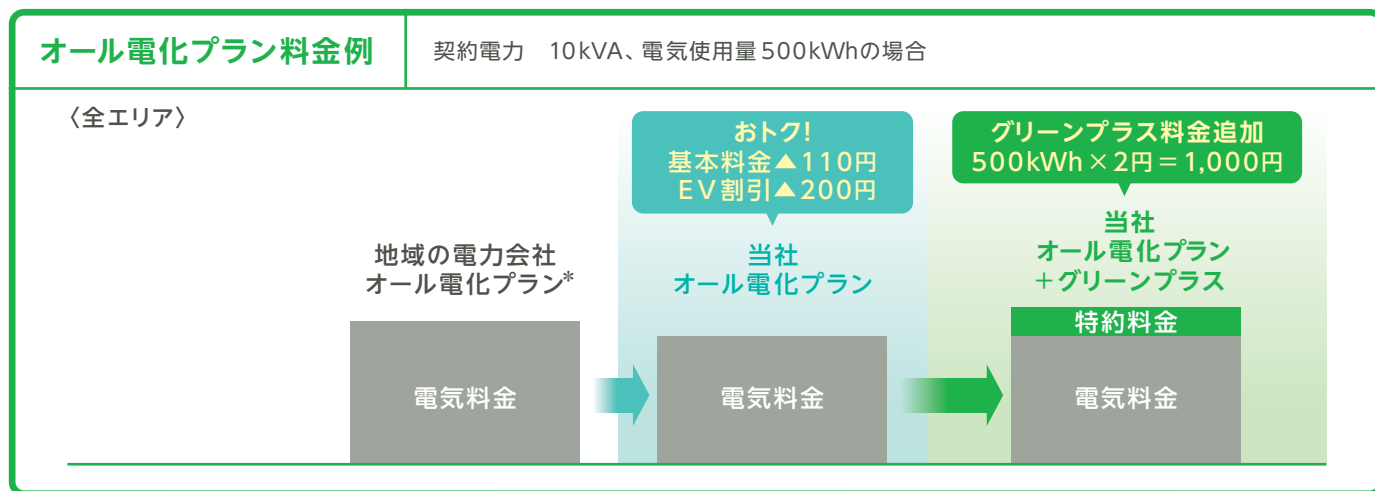 オール電化プラン料金例
契約電力 10kVA、電気使用量500kWhの場合
〈全エリア〉
おトク!
基本料金▲110円
EV割引▲200円
グリーンプラス料金追加
500kWh×2円=1,000円
地域の電力会社
オール電化プラン*
当社
オール電化プラン
当社
オール電化プラン
+グリーンプラス
特約料金
電気料金
電気料金
電気料金